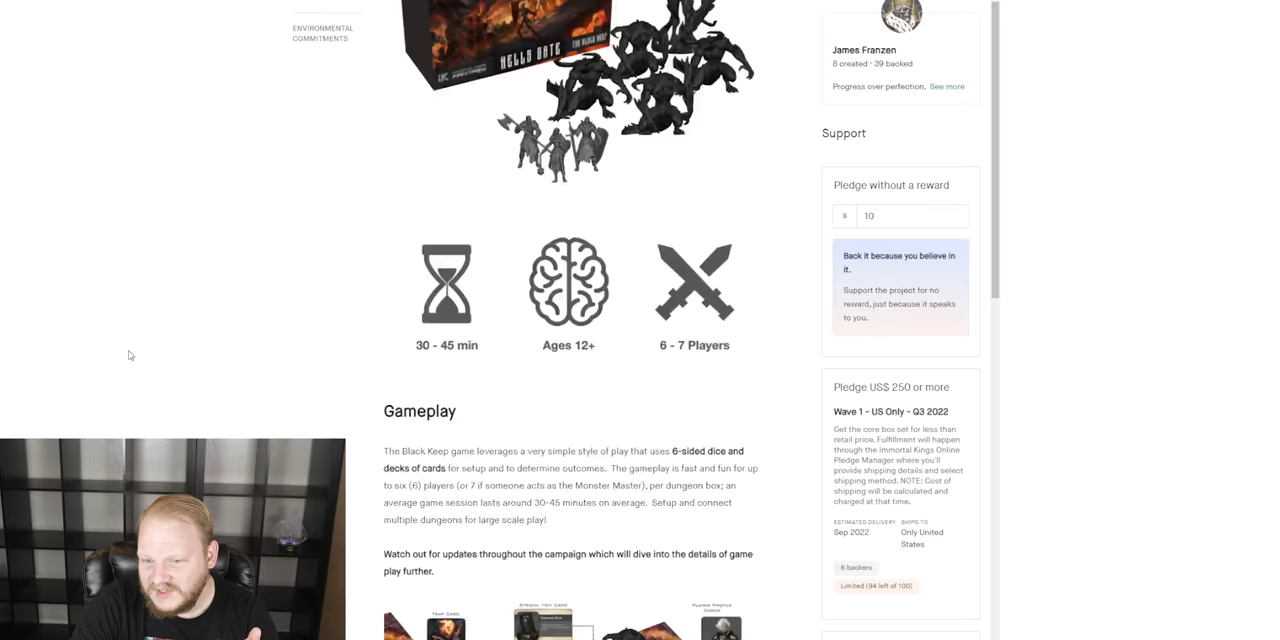 ENVIRONMENTAL
COMMITMENTS
HELLS GATE
THE BLACK KEEP
30 - 45 min
Ages 12+
6 - 7 Players
Gameplay
The Black Keep game leverages a very simple style of play that uses 6-sided dice and
decks of cards for setup and to determine outcomes. The gameplay is fast and fun for up
to six (6) players (or 7 if someone acts as the Monster Master), per dungeon box; an
average game session lasts around 30-45 minutes on average. Setup and connect
multiple dungeons for large scale play!
Watch out for updates throughout the campaign which will dive into the details of game
play further.
TRAP CARD
PLAYER PROFILE
CARDS
James Franzen
8 created · 39 backed
Progress over perfection. See more
Support
Pledge without a reward
$ 10
Back it because you believe in
it.
Support the project for no
reward, just because it speaks
to you.
Pledge US$ 250 or more
Wave 1 - US Only - Q3 2022
Get the core box set for less than
retail price. Fulfillment will happen
through the Immortal Kings Online
Pledge Manager where you'll
provide shipping details and select
shipping method. NOTE: Cost of
shipping will be calculated and
charged at that time.
ESTIMATED DELIVERY SHIPS TO
Sep 2022 Only United
States
6 backers
Limited (94 left of 100)